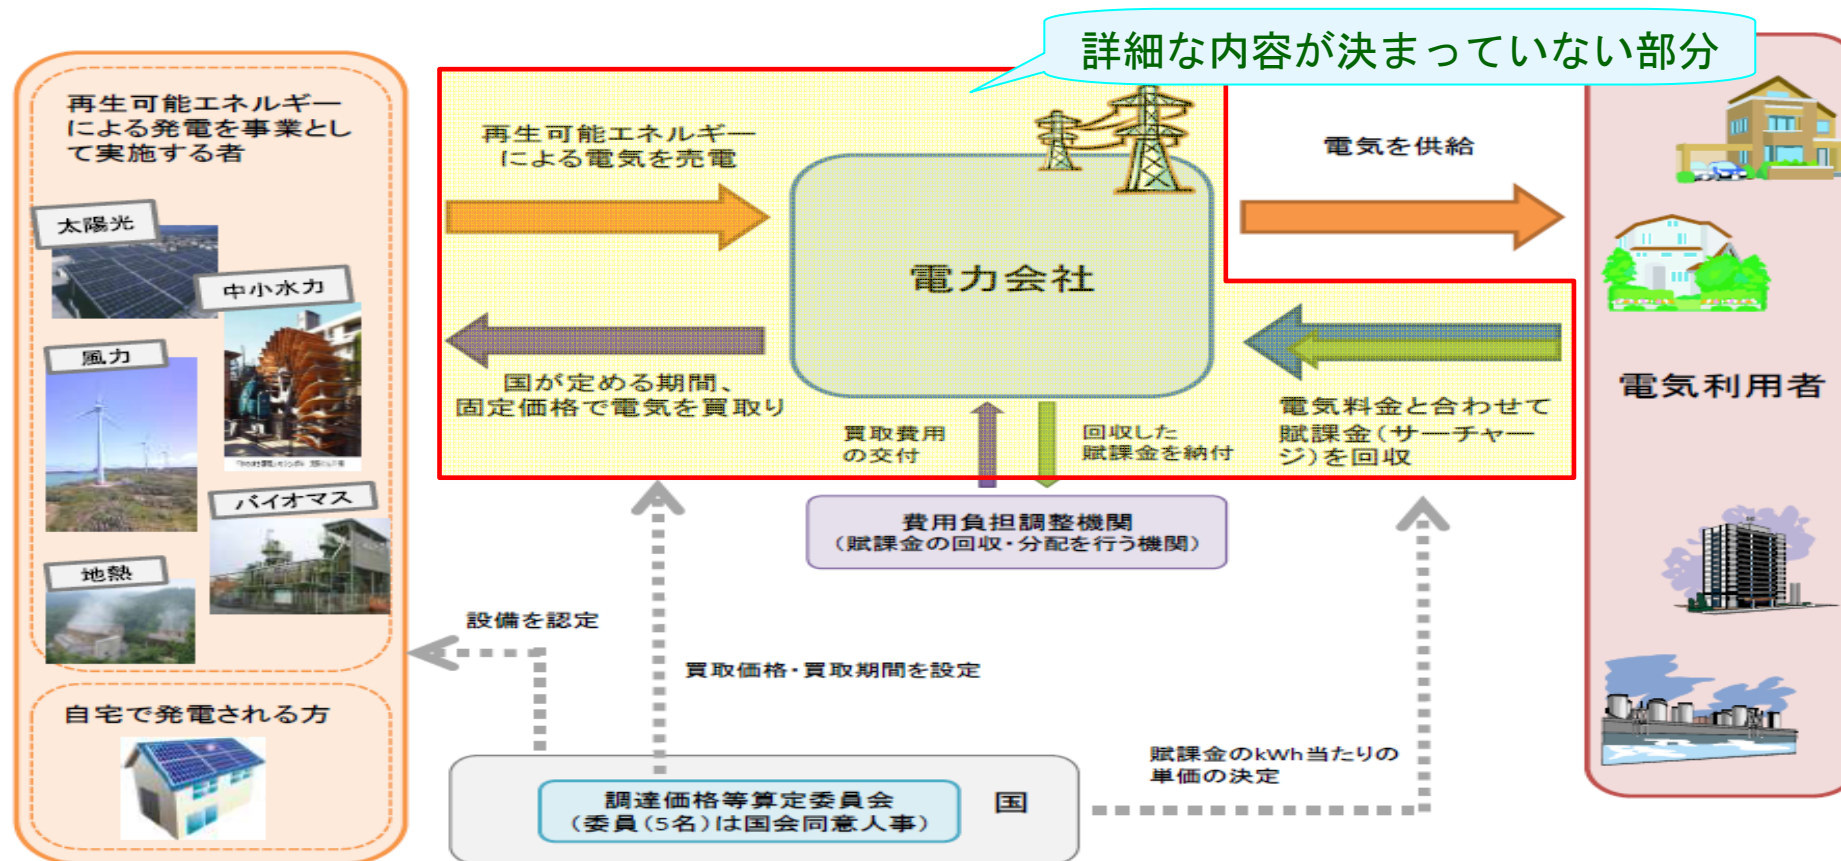 詳細な内容が決まっていない部分
再生可能エネルギー
による発電を事業とし
て実施する者
太陽光
中小水力
風力
バイオマス
地熱
自宅で発電される方
再生可能エネルギー
による電気を売電
電力会社
国が定める期間、
固定価格で電気を買取り
買取費用
の交付
回収した
賦課金を納付
電気を供給
電気料金と合わせて
賦課金(サーチャー
ジ)を回収
電気利用者
費用負担調整機関
(賦課金の回収・分配を行う機関)
設備を認定
買取価格・買取期間を設定
賦課金のkWh当たりの
単価の決定
調達価格等算定委員会
(委員(5名)は国会同意人事)
国